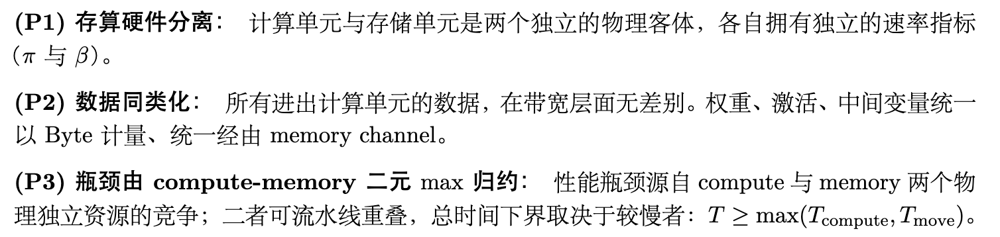 (P1) 存算硬件分离： 计算单元与存储单元是两个独立的物理客体，各自拥有独立的速率指标
（π 与 β）。
(P2) 数据同类化： 所有进出计算单元的数据，在带宽层面无差别。权重、激活、中间变量统一
以 Byte 计量、统一经由 memory channel。
(P3) 瓶颈由 compute-memory 二元 max 归约： 性能瓶颈源自 compute 与 memory 两个物
理独立资源的竞争；二者可流水线重叠，总时间下界取决于较慢者：T ≥ max(T_compute, T_move)。